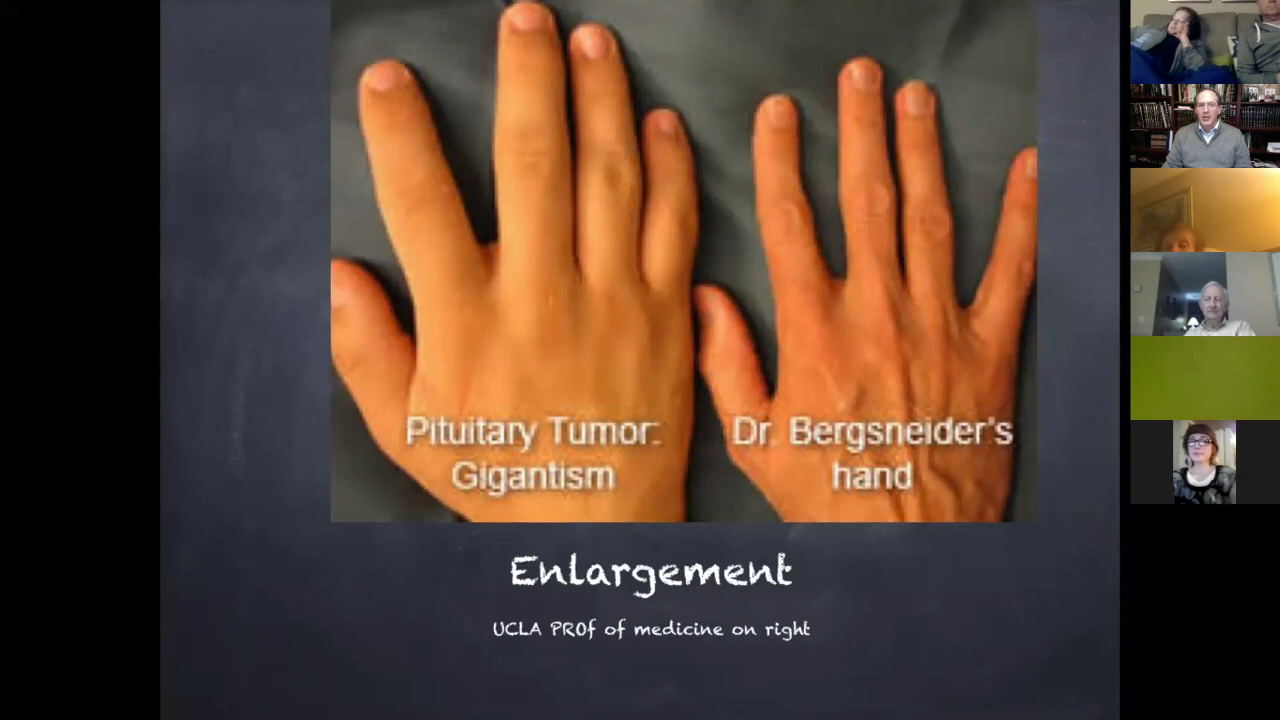 Pituitary Tumor:
Gigantism
Dr. Bergsneider's
hand
Enlargement
UCLA PROf of medicine on right